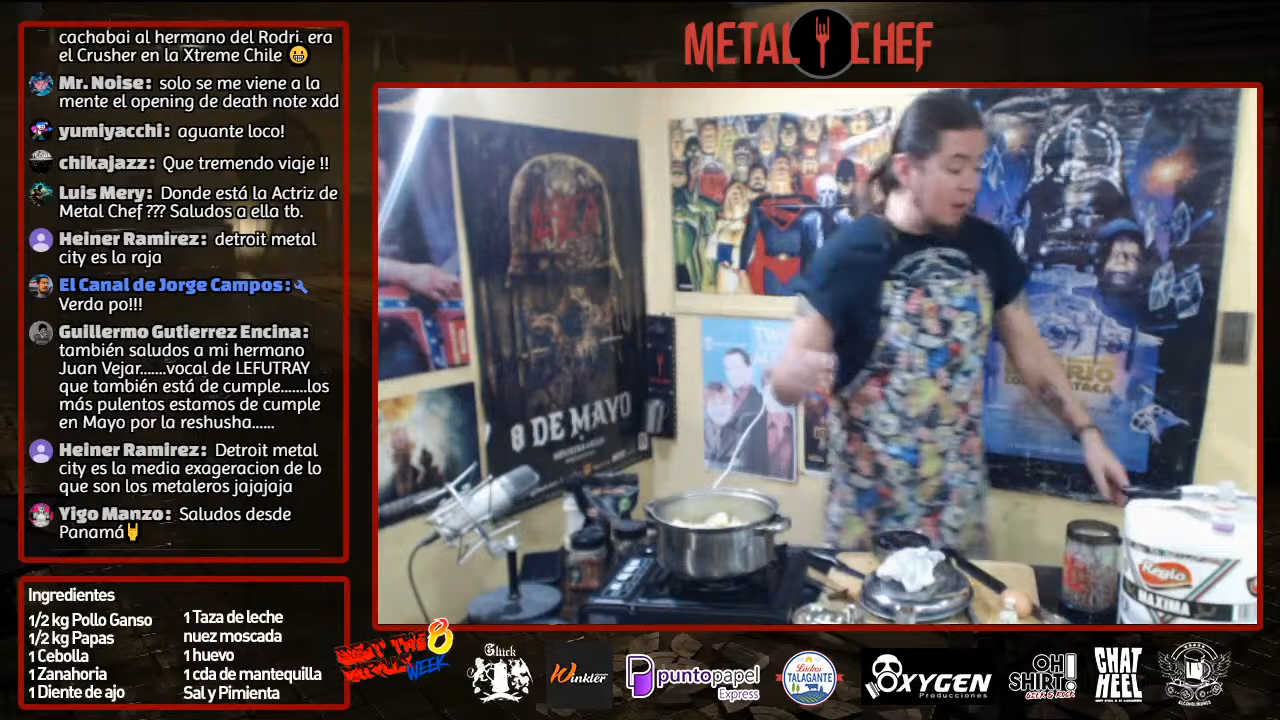 cachabai al hermano del Rodri. era
el Crusher en la Xtreme Chile 😀
Mr. Noise: solo se me viene a la
mente el opening de death note xdd
yumiyacchi: aguante loco!
chikajazz: Que tremendo viaje !!
Luis Mery: Donde está la Actriz de
Metal Chef ??? Saludos a ella tb.
Heiner Ramirez: detroit metal
city es la raja
El Canal de Jorge Campos:
Verda po!!!
Guillermo Gutierrez Encina:
también saludos a mi hermano
Juan Vejar.......vocal de LEFUTRAY
que también está de cumple.......los
más pulentos estamos de cumple
en Mayo por la reshusha......
Heiner Ramirez: Detroit metal
city es la media exageracion de lo
que son los metaleros jajajaja
Yigo Manzo: Saludos desde
Panamá🤘
METAL CHEF
8 DE MAYO
Regio
MAXIMA
Ingredientes
1/2 kg Pollo Ganso
1/2 kg Papas
1 Cebolla
1 Zanahoria
1 Diente de ajo
1 Taza de leche
nuez moscada
1 huevo
1 cda de mantequilla
Sal y Pimienta
8
WEEK
Glück
Winkler
puntopapel
Express
Lácteos
TALAGANTE
OXYGEN
Producciones
OH
SHIRT!
GEEK & ROCK
CHAT
HEEL